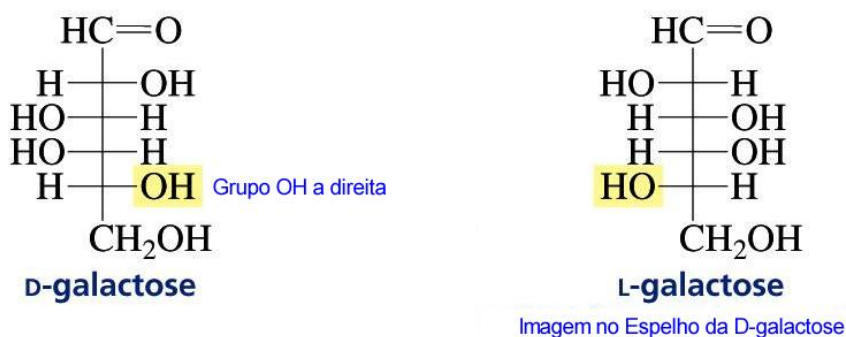 HC=O HC=O
H OH HO H
HO H H OH
HO H H OH
H OH Grupo OH a direita HO H
CH₂OH CH₂OH
D-galactose L-galactose
Imagem no Espelho da D-galactose